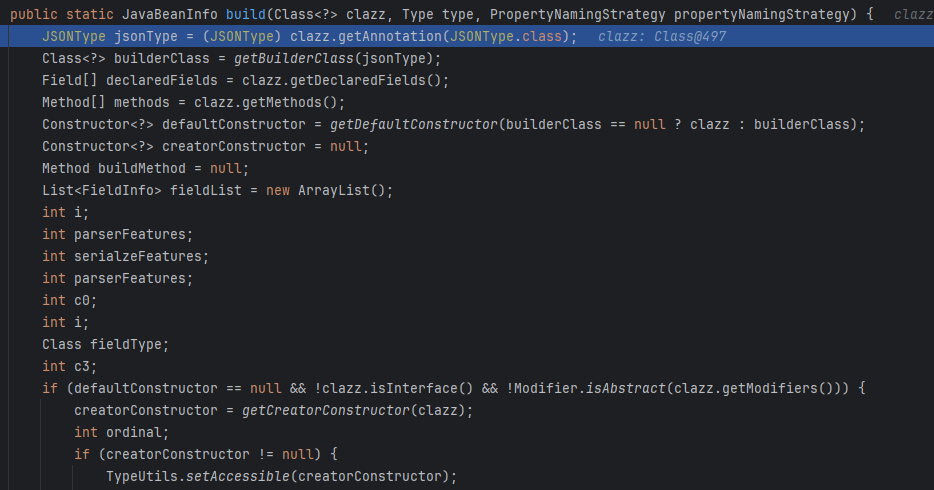 public static JavaBeanInfo build(Class<?> clazz, Type type, PropertyNamingStrategy propertyNamingStrategy) {   clazz
    JSONType jsonType = (JSONType) clazz.getAnnotation(JSONType.class);   clazz: Class@497
    Class<?> builderClass = getBuilderClass(jsonType);
    Field[] declaredFields = clazz.getDeclaredFields();
    Method[] methods = clazz.getMethods();
    Constructor<?> defaultConstructor = getDefaultConstructor(builderClass == null ? clazz : builderClass);
    Constructor<?> creatorConstructor = null;
    Method buildMethod = null;
    List<FieldInfo> fieldList = new ArrayList();
    int i;
    int parserFeatures;
    int serialzeFeatures;
    int parserFeatures;
    int c0;
    int i;
    Class fieldType;
    int c3;
    if (defaultConstructor == null && !clazz.isInterface() && !Modifier.isAbstract(clazz.getModifiers())) {
        creatorConstructor = getCreatorConstructor(clazz);
        int ordinal;
        if (creatorConstructor != null) {
            TypeUtils.setAccessible(creatorConstructor);